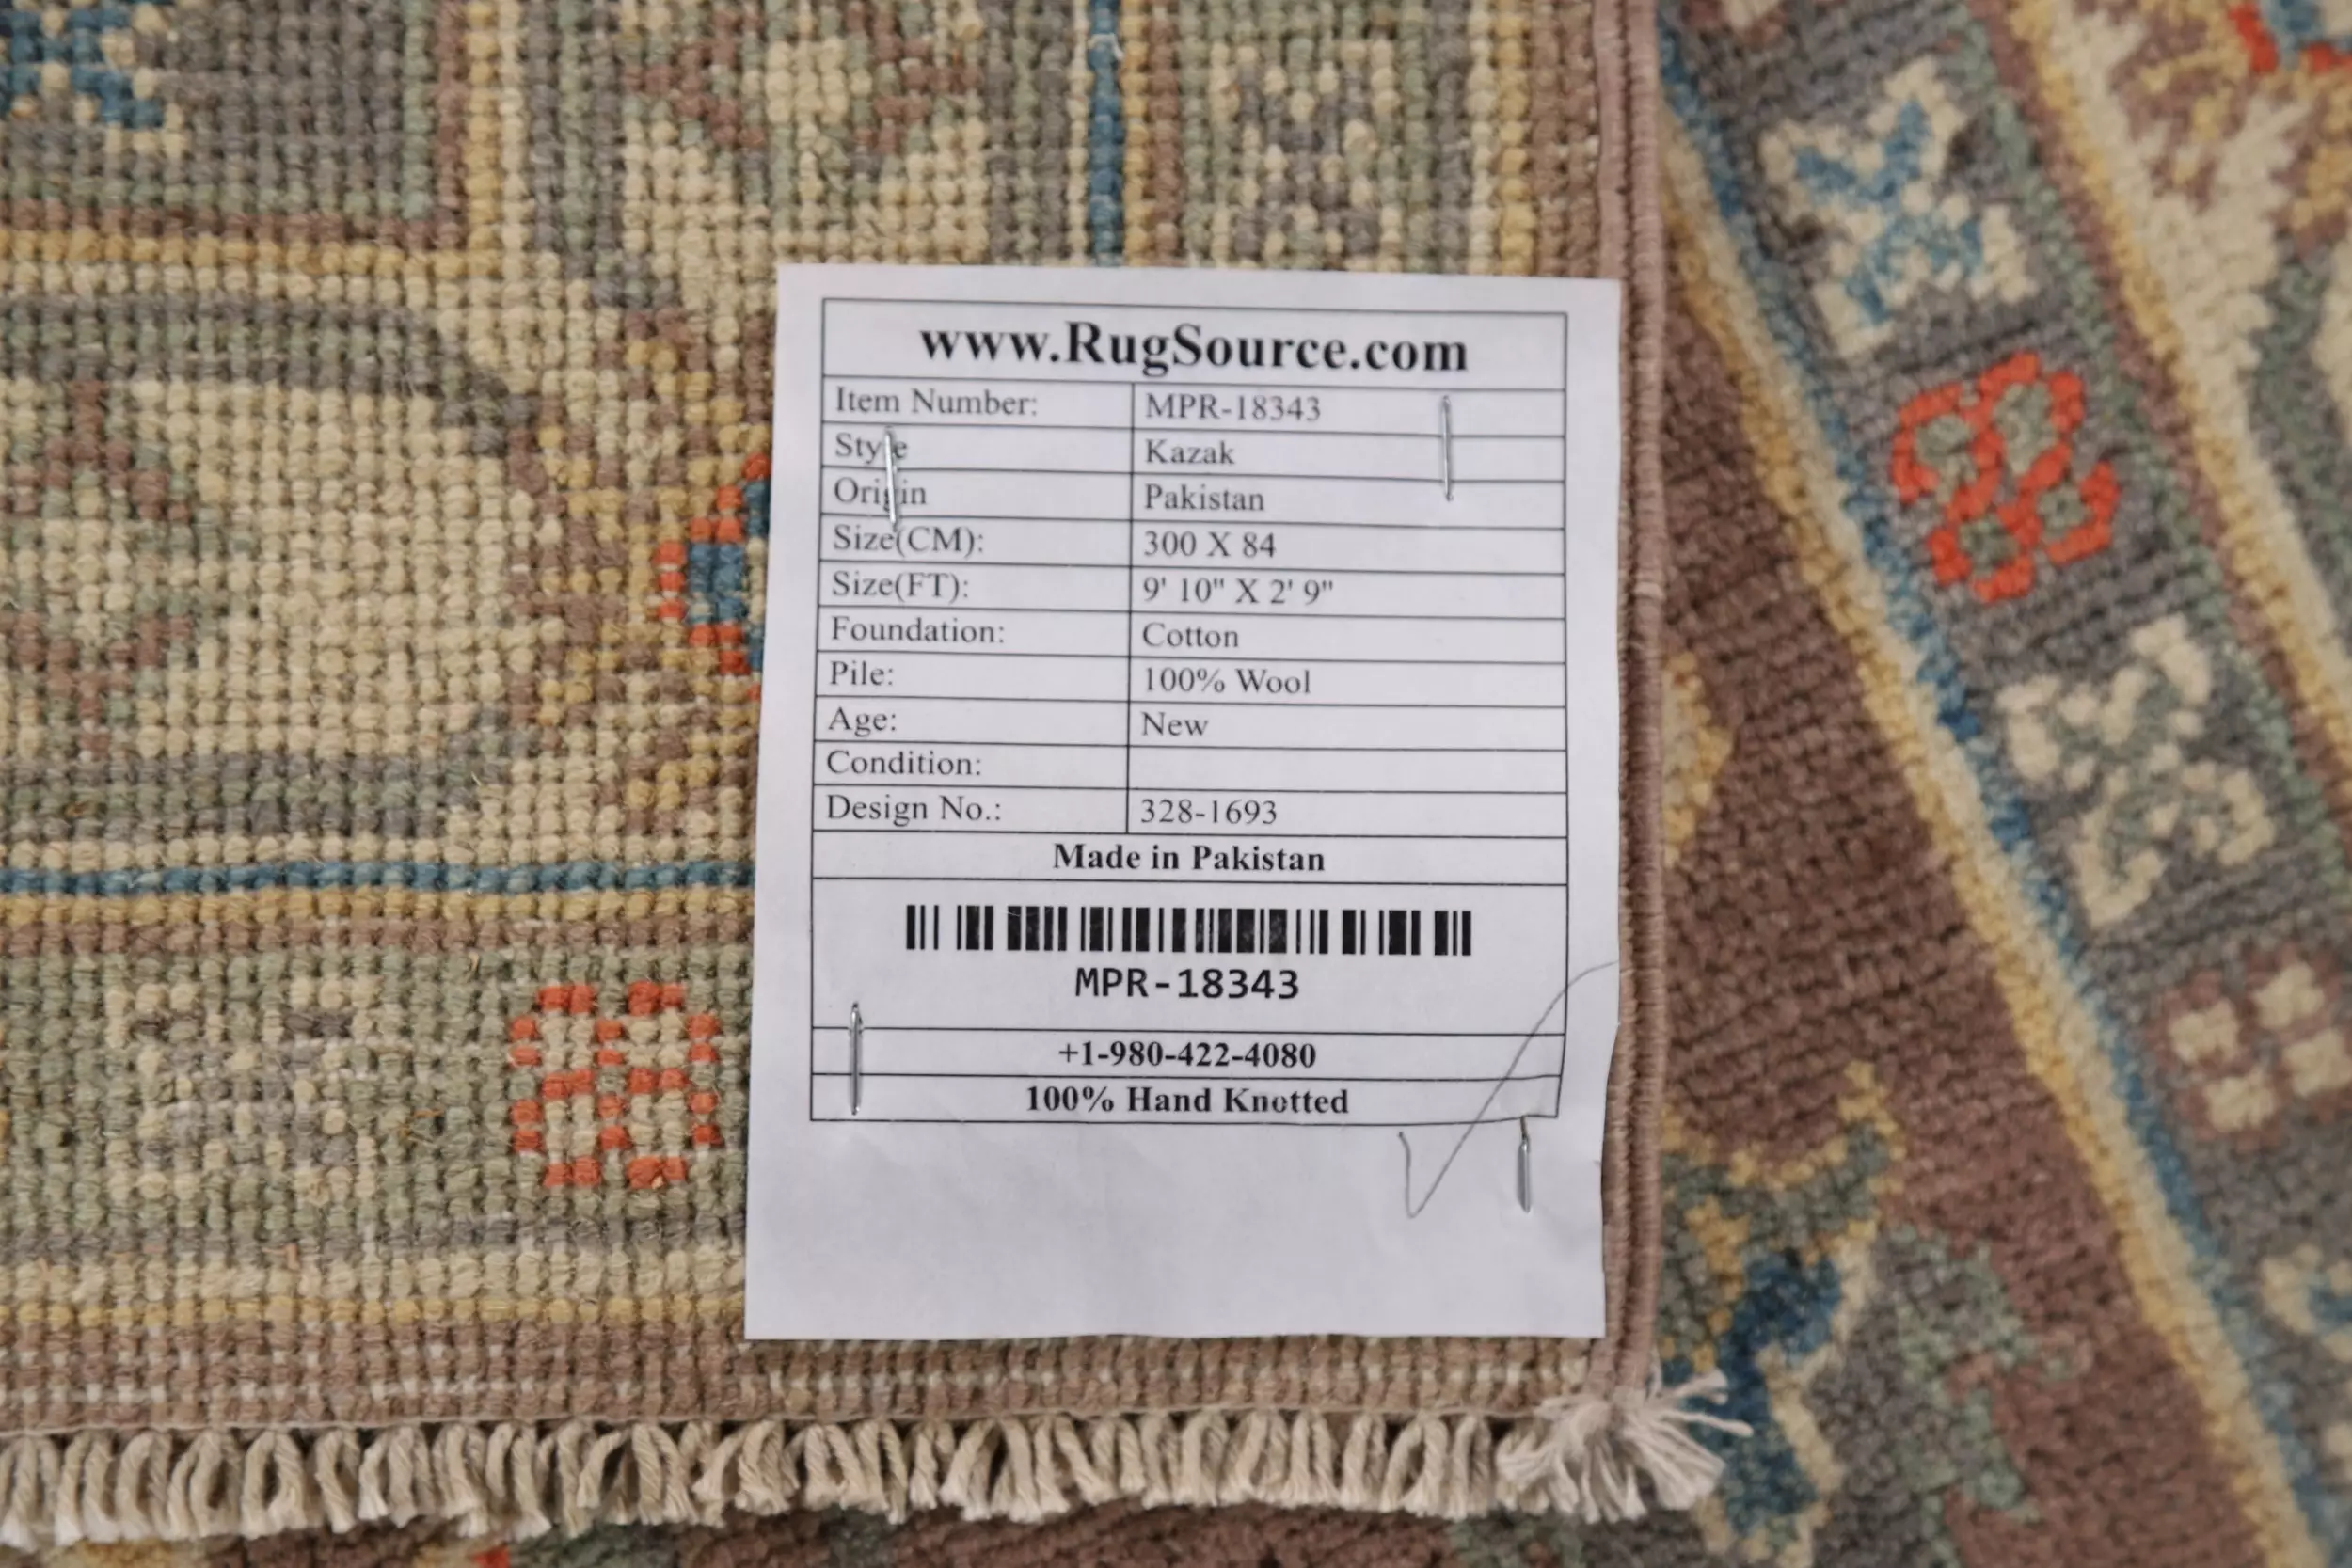 www.RugSource.com
Item Number: MPR-18343
Style Kazak
Origin Pakistan
Size(CM): 300 X 84
Size(FT): 9' 10" X 2' 9"
Foundation: Cotton
Pile: 100% Wool
Age: New
Condition:
Design No.: 328-1693
Made in Pakistan
MPR-18343
+1-980-422-4080
100% Hand Knotted